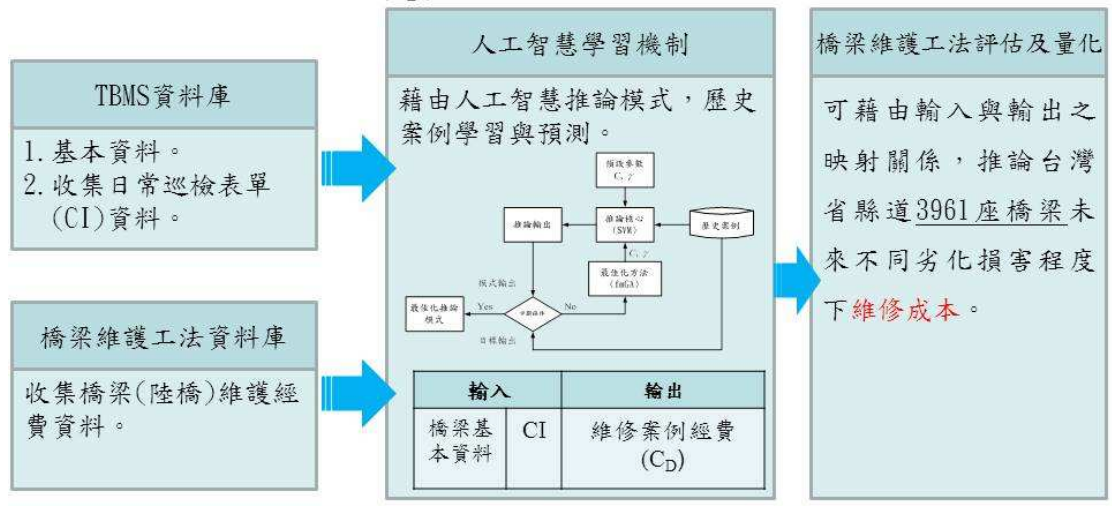 TBMS資料庫
1.基本資料。
2.收集日常巡檢表單
(CI)資料。
橋梁維護工法資料庫
收集橋梁(陸橋)維護經
費資料。
人工智慧學習機制
藉由人工智慧推論模式，歷史
案例學習與預測。
預設參數
C, γ
推論輸出
推論核心
(SVM)
歷史案例
C, γ
最佳化方法
(fmGA)
模式輸出
最佳化推論
模式
Yes
No
目標輸出
輸入
輸出
橋梁基
本資料
CI
維修案例經費
(C_D)
橋梁維護工法評估及量化
可藉由輸入與輸出之
映射關係，推論台灣
省縣道3961座橋梁未
來不同劣化損害程度
下維修成本。